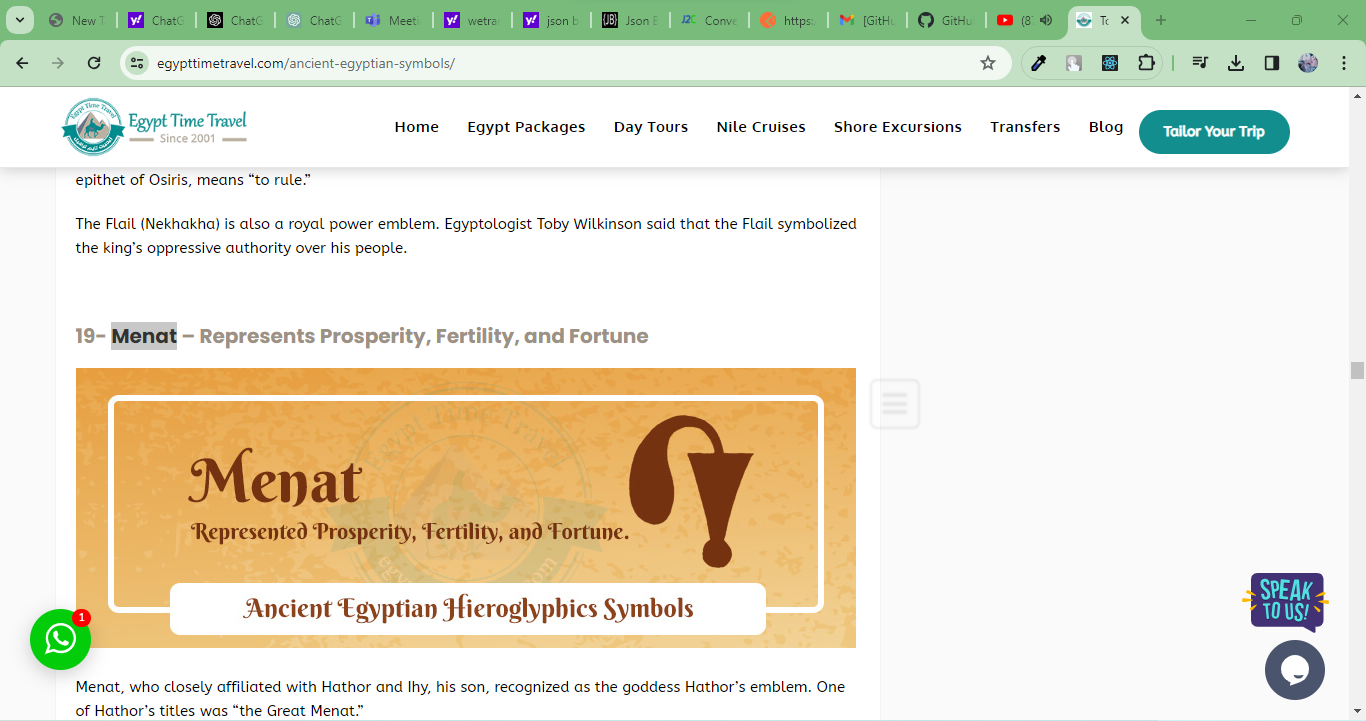 New T
ChatG
ChatG
ChatG
Meeti
wetra
json b
Json E
Conve
https:
[GitHu
GitHu
(8
To
egypttimetravel.com/ancient-egyptian-symbols/
Egypt Time Travel
Since 2001
Home
Egypt Packages
Day Tours
Nile Cruises
Shore Excursions
Transfers
Blog
Tailor Your Trip
epithet of Osiris, means “to rule.”
The Flail (Nekhakha) is also a royal power emblem. Egyptologist Toby Wilkinson said that the Flail symbolized
the king’s oppressive authority over his people.
19- Menat – Represents Prosperity, Fertility, and Fortune
Menat
Represented Prosperity, Fertility, and Fortune.
Ancient Egyptian Hieroglyphics Symbols
SPEAK
TO US!
1
Menat, who closely affiliated with Hathor and Ihy, his son, recognized as the goddess Hathor’s emblem. One
of Hathor’s titles was “the Great Menat.”